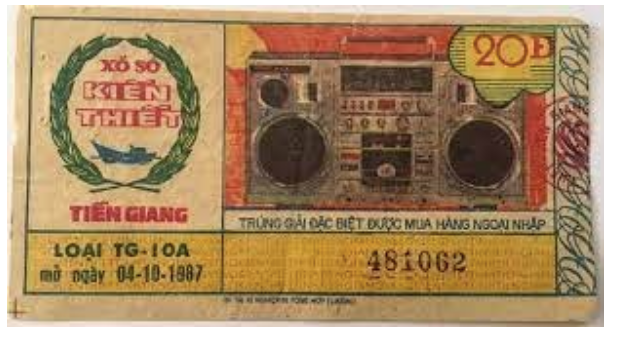 XỔ SỐ
KIẾN
THIẾT
TIỀN GIANG
20Đ
TRÚNG GIẢI ĐẶC BIỆT ĐƯỢC MUA HÀNG NGOẠI NHẬP
LOẠI TG-10A
mở ngày 04-10-1987
481062